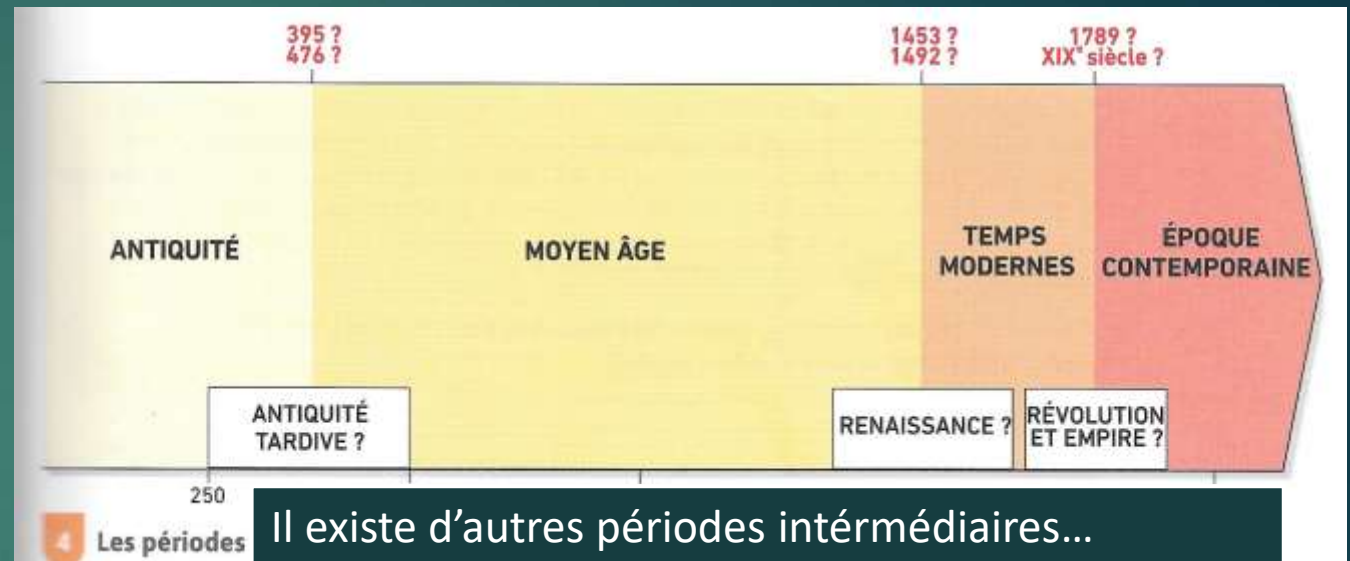 395 ?
476 ?
1453 ?
1492 ?
1789 ?
XIXᵉ siècle ?
ANTIQUITÉ
MOYEN ÂGE
TEMPS
MODERNES
ÉPOQUE
CONTEMPORAINE
ANTIQUITÉ
TARDIVE ?
RENAISSANCE ?
RÉVOLUTION
ET EMPIRE ?
250
4 Les périodes
Il existe d’autres périodes intérmédiaires…